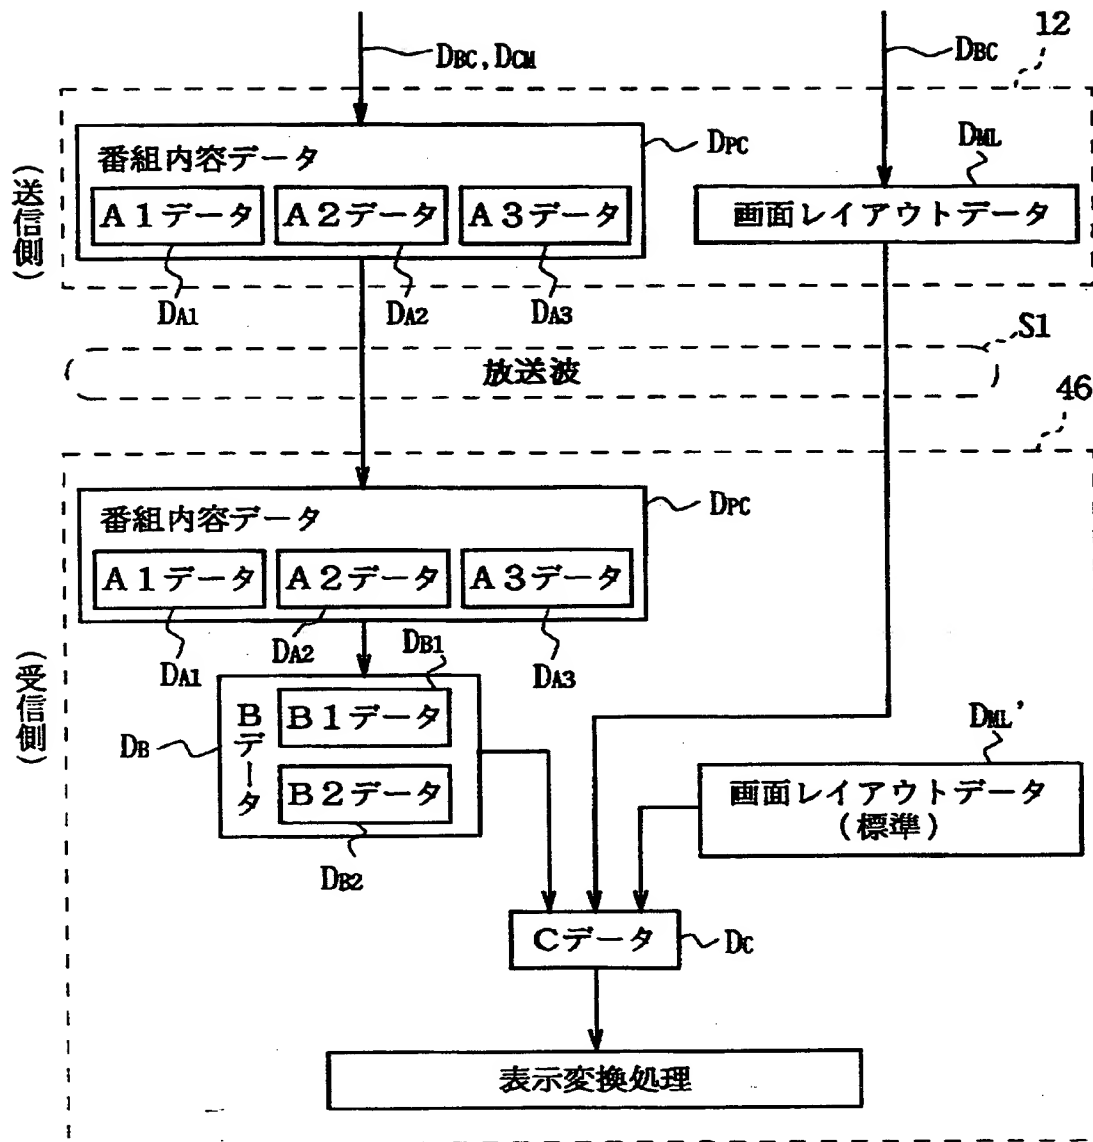 12
DBC, DCM
DBC
(送信側)
番組内容データ
DPC
DML
A1データ
A2データ
A3データ
画面レイアウトデータ
DA1
DA2
DA3
S1
放送波
46
(受信側)
番組内容データ
DPC
A1データ
A2データ
A3データ
DA1
DA2
DB1
DA3
DB
Bデータ
B1データ
B2データ
DB2
DML'
画面レイアウトデータ
(標準)
Cデータ
DC
表示変換処理